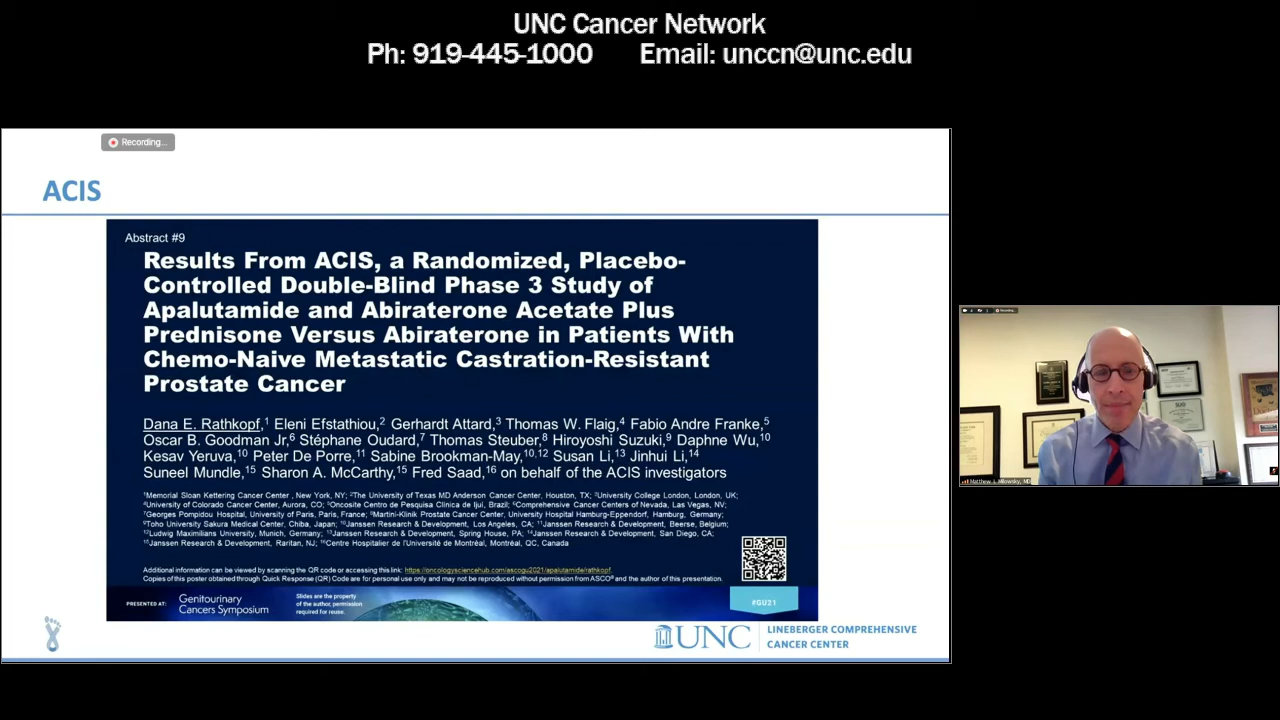 UNC Cancer Network
Ph: 919-445-1000 Email: unccn@unc.edu
Recording...
ACIS
Abstract #9
Results From ACIS, a Randomized, Placebo-
Controlled Double-Blind Phase 3 Study of
Apalutamide and Abiraterone Acetate Plus
Prednisone Versus Abiraterone in Patients With
Chemo-Naive Metastatic Castration-Resistant
Prostate Cancer
Dana E. Rathkopf,1 Eleni Efstathiou,2 Gerhardt Attard,3 Thomas W. Flaig,4 Fabio Andre Franke,5
Oscar B. Goodman Jr,6 Stéphane Oudard,7 Thomas Steuber,8 Hiroyoshi Suzuki,9 Daphne Wu,10
Kesav Yeruva,10 Peter De Porre,11 Sabine Brookman-May,10,12 Susan Li,13 Jinhui Li,14
Suneel Mundle,15 Sharon A. McCarthy,15 Fred Saad,16 on behalf of the ACIS investigators
1Memorial Sloan Kettering Cancer Center, New York, NY; 2The University of Texas MD Anderson Cancer Center, Houston, TX; 3University College London, London, UK;
4University of Colorado Cancer Center, Aurora, CO; 5Oncosite Centro de Pesquisa Clínica de Ijui, Brazil; 6Comprehensive Cancer Centers of Nevada, Las Vegas, NV;
7Georges Pompidou Hospital, University of Paris, Paris, France; 8Martini-Klinik Prostate Cancer Center, University Hospital Hamburg-Eppendorf, Hamburg, Germany;
9Toho University Sakura Medical Center, Chiba, Japan; 10Janssen Research & Development, Los Angeles, CA; 11Janssen Research & Development, Beerse, Belgium;
12Ludwig Maximilians University, Munich, Germany; 13Janssen Research & Development, Spring House, PA; 14Janssen Research & Development, San Diego, CA;
15Janssen Research & Development, Raritan, NJ; 16Centre Hospitalier de l'Université de Montréal, Montréal, QC, Canada
Additional information can be viewed by scanning the QR code or accessing this link: https://oncologysciencehub.com/ascogu2021/apalutamide/rathkopf.
Copies of this poster obtained through Quick Response (QR) Code are for personal use only and may not be reproduced without permission from ASCO® and the author of this presentation.
PRESENTED AT:
Genitourinary
Cancers Symposium
Slides are the property
of the author, permission
required for reuse.
#GU21
UNC
LINEBERGER COMPREHENSIVE
CANCER CENTER
Matthew I. Milowsky, MD